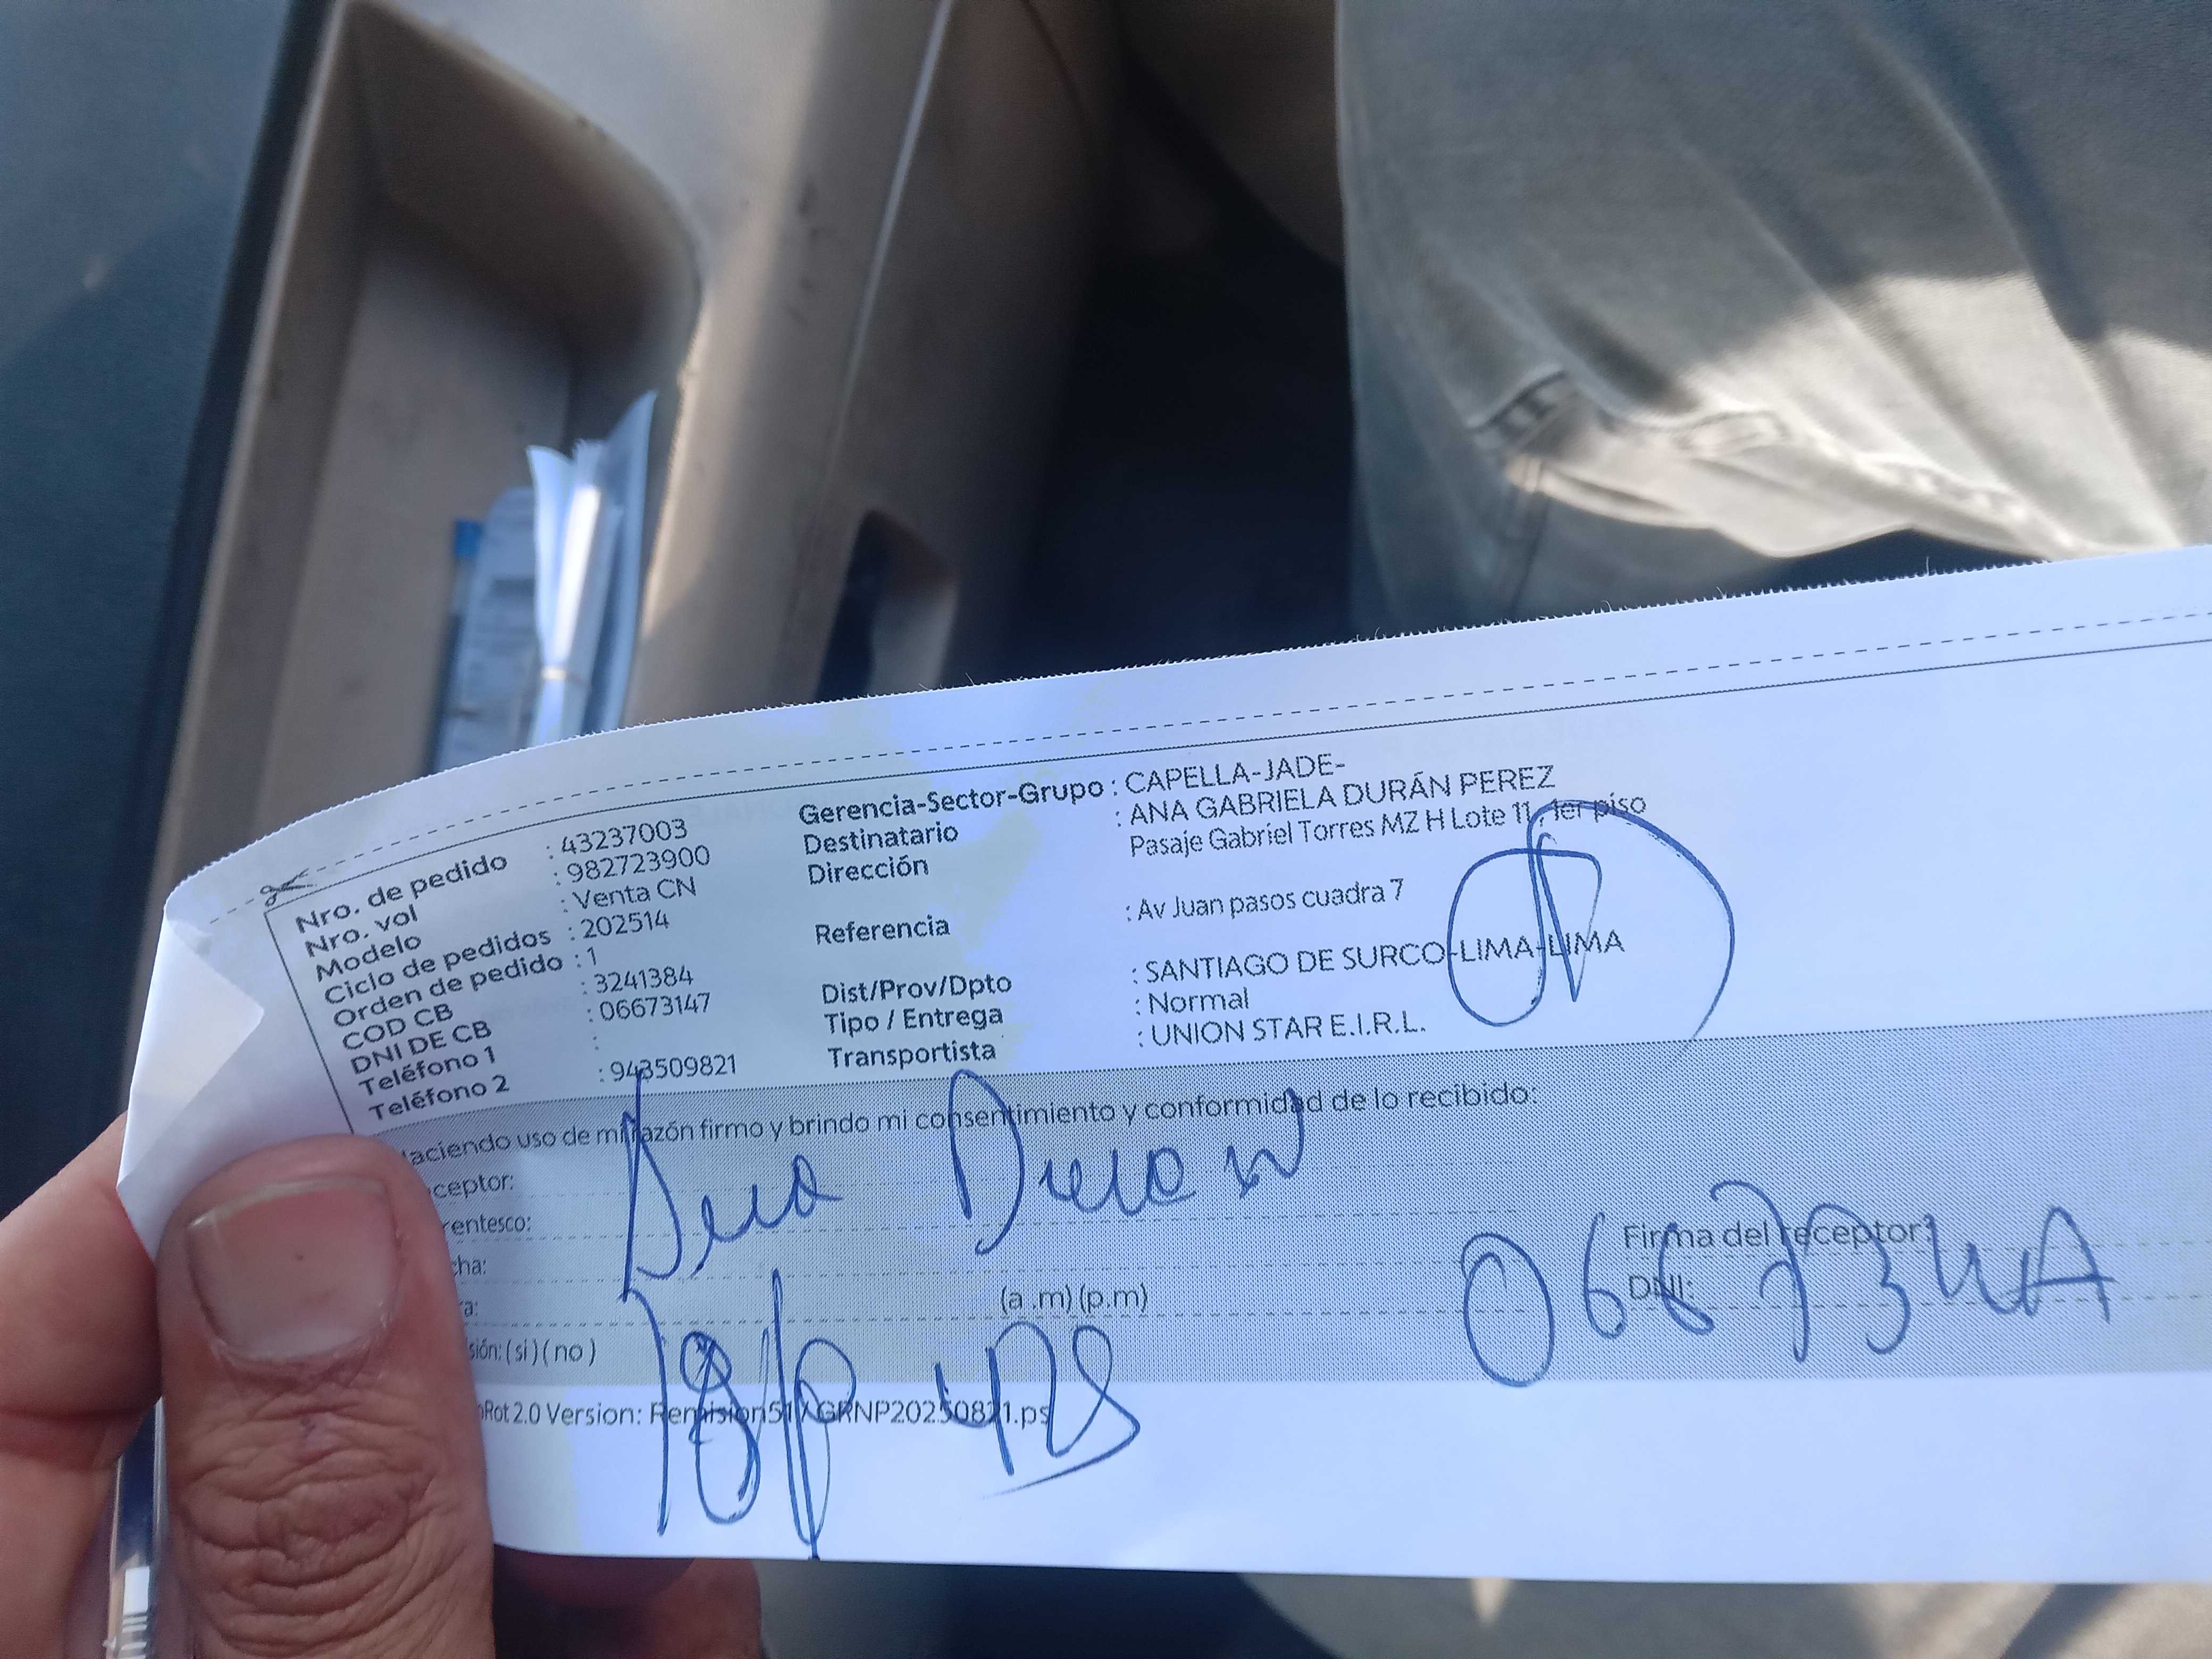 Nro. de pedido : 43237003
Nro. vol : 982723900
Modelo : Venta CN
Ciclo de pedidos : 202514
Orden de pedido : 1
COD CB : 3241384
DNI DE CB : 06673147
Teléfono 1 :
Teléfono 2 : 943509821
Gerencia-Sector-Grupo : CAPELLA-JADE-
Destinatario : ANA GABRIELA DURÁN PEREZ
Dirección Pasaje Gabriel Torres MZ H Lote 11, 1er piso
Referencia : Av Juan pasos cuadra 7
Dist/Prov/Dpto : SANTIAGO DE SURCO-LIMA-LIMA
Tipo / Entrega : Normal
Transportista : UNION STAR E.I.R.L.
aciendo uso de mi razón firmo y brindo mi consentimiento y conformidad de lo recibido:
ceptor:
rentesco:
cha:
a: (a .m) (p.m)
sión: ( si ) ( no )
Firma del receptor:
DNI:
Rot 2.0 Version: Remision51 / GRNP20250821.ps